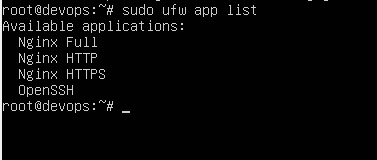 root@devops:~# sudo ufw app list
Available applications:
  Nginx Full
  Nginx HTTP
  Nginx HTTPS
  OpenSSH
root@devops:~# _